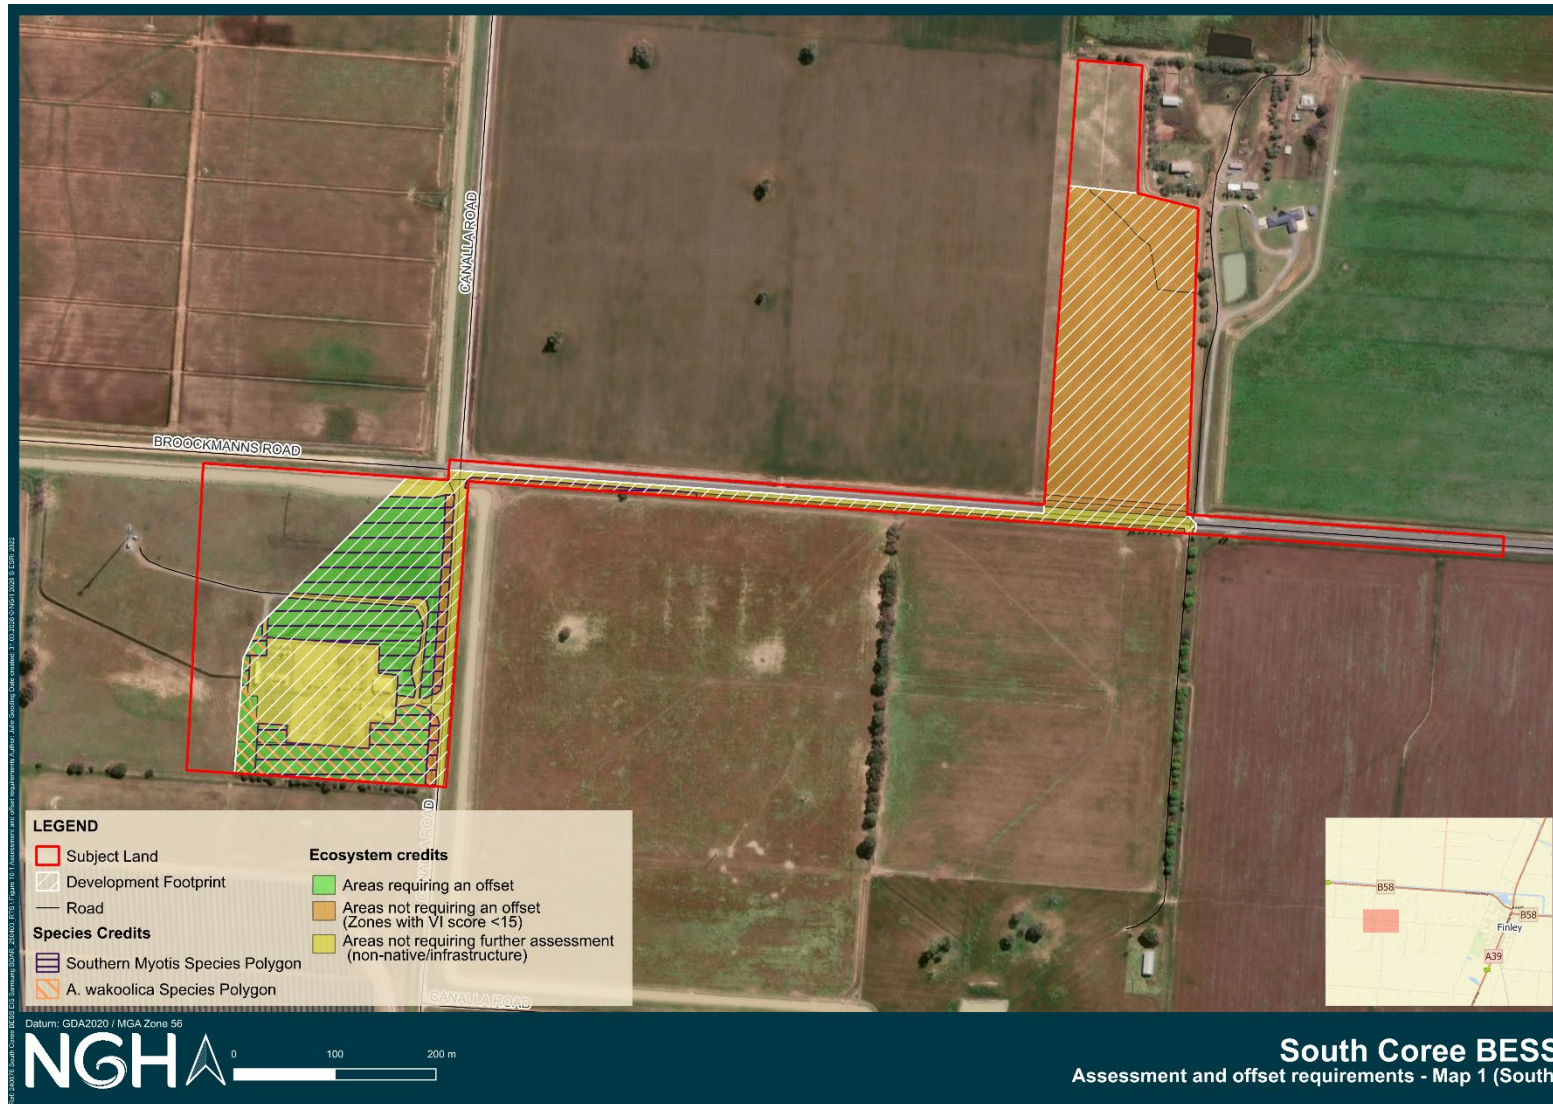 CANALLA ROAD
BROOCKMANNS ROAD
LEGEND
Subject Land
Development Footprint
Road
Species Credits
Southern Myotis Species Polygon
A. wakoolica Species Polygon
Ecosystem credits
Areas requiring an offset
Areas not requiring an offset
(Zones with VI score <15)
Areas not requiring further assessment
(non-native/infrastructure)
CANALLA ROAD
B58
B58
Finley
A39
Datum: GDA2020 / MGA Zone 56
NGH
0 100 200 m
South Coree BESS
Assessment and offset requirements - Map 1 (South